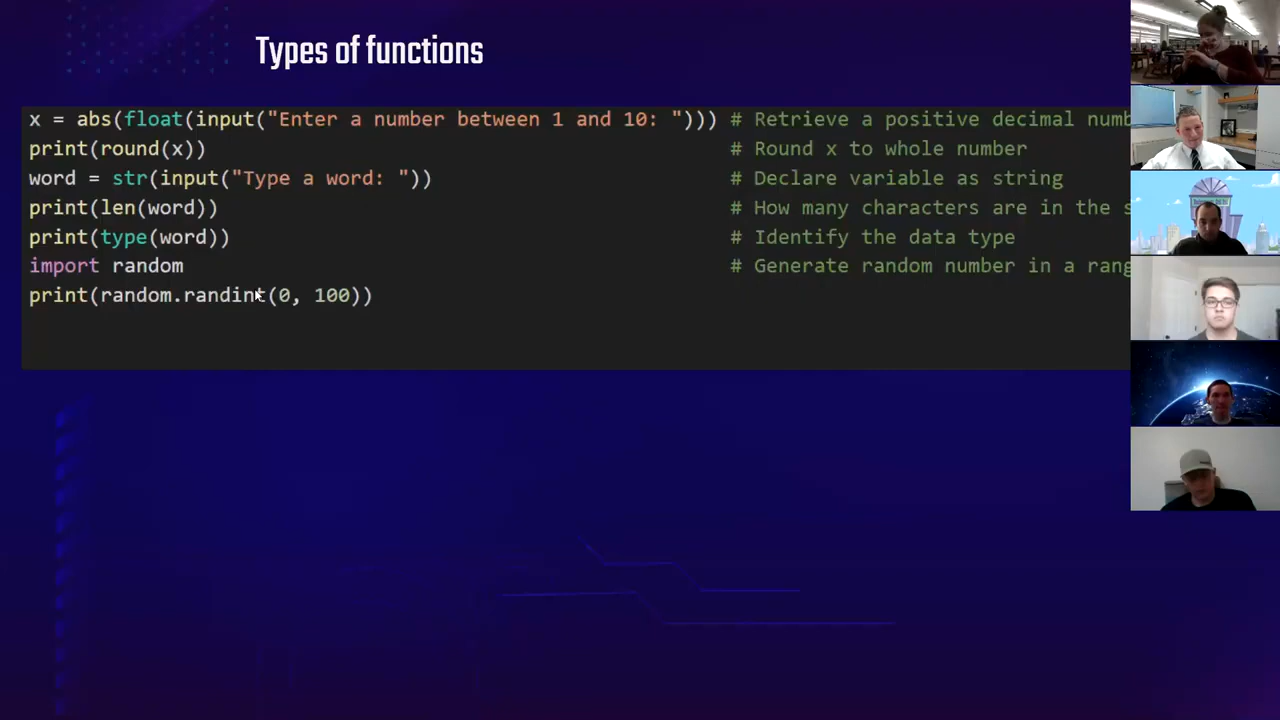 Types of functions
x = abs(float(input("Enter a number between 1 and 10: "))) # Retrieve a positive decimal numb
print(round(x)) # Round x to whole number
word = str(input("Type a word: ")) # Declare variable as string
print(len(word)) # How many characters are in the s
print(type(word)) # Identify the data type
import random # Generate random number in a rang
print(random.randint(0, 100))